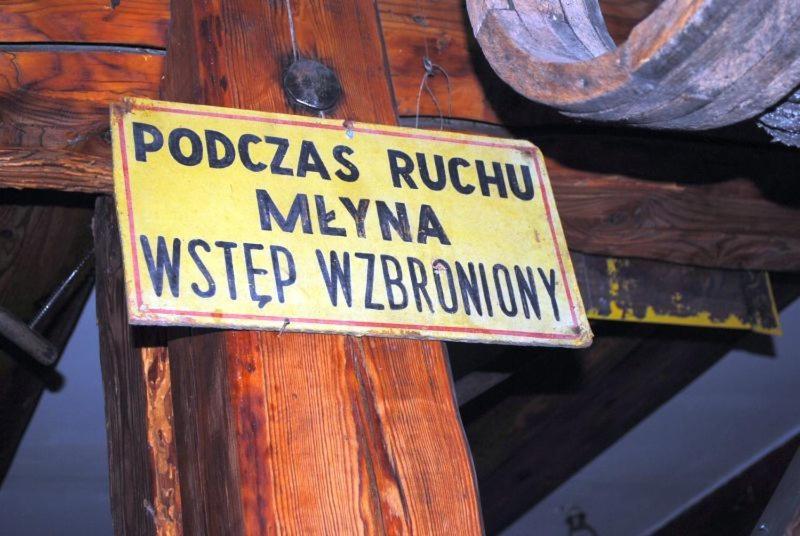 PODCZAS RUCHU
MŁYNA
WSTĘP WZBRONIONY